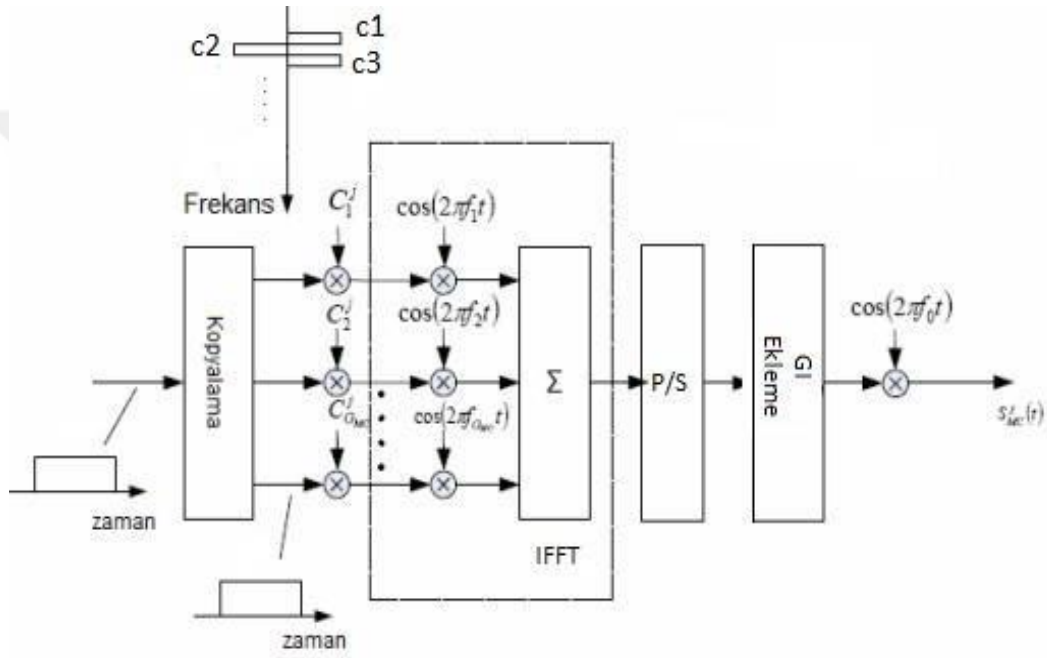 c1
c2
c3
Frekans
C_1^j
cos(2πf_1t)
C_2^j
cos(2πf_2t)
cos(2πf_0t)
Kopyalama
Σ
P/S
GI
Ekleme
C_{G_{MC}}^j
cos(2πf_{G_{MC}}t)
S_{MC}^j(t)
zaman
IFFT
zaman